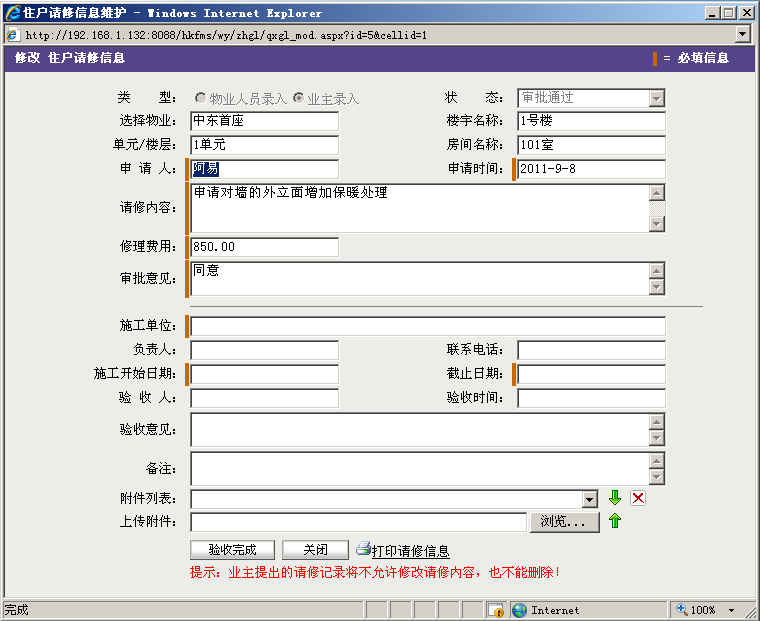 住户请修信息维护 - Windows Internet Explorer
http://192.168.1.132:8088/hkfms/wy/zhgl/qxgl_mod.aspx?id=5&cellid=1
修改 住户请修信息 = 必填信息
类 型: 物业人员录入 业主录入 状 态: 审批通过
选择物业: 中东首座 楼宇名称: 1号楼
单元/楼层: 1单元 房间名称: 101室
申 请 人: 阿易 申请时间: 2011-9-8
请修内容: 申请对墙的外立面增加保暖处理
修理费用: 850.00
审批意见: 同意
施工单位:
负责人: 联系电话:
施工开始日期: 截止日期:
验 收 人: 验收时间:
验收意见:
备注:
附件列表:
上传附件: 浏览...
验收完成 关闭 打印请修信息
提示: 业主提出的请修记录将不允许修改请修内容, 也不能删除!
完成 Internet 100%